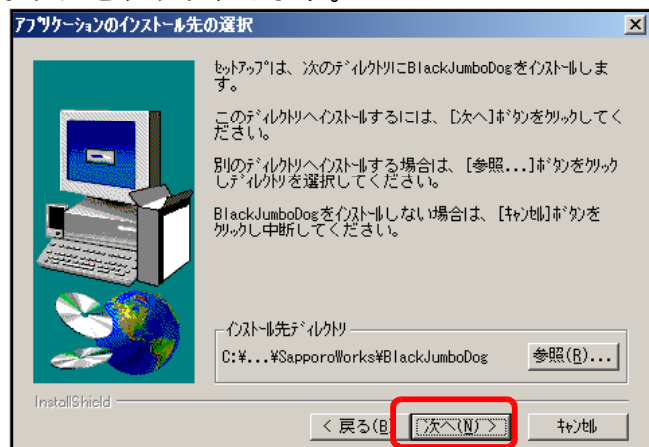 アプリケーションのインストール先の選択
セットアップは、次のディレクトリにBlackJumboDogをインストールしま
す。
このディレクトリへインストールするには、[次へ]ボタンをクリックしてく
ださい。
別のディレクトリへインストールする場合は、[参照...]ボタンをクリック
しディレクトリを選択してください。
BlackJumboDogをインストールしない場合は、[キャンセル]ボタンを
クリックし中断してください。
インストール先ディレクトリ
C:¥...¥SapporoWorks¥BlackJumboDog
参照(R)...
InstallShield
< 戻る(B
次へ(N) >
キャンセル